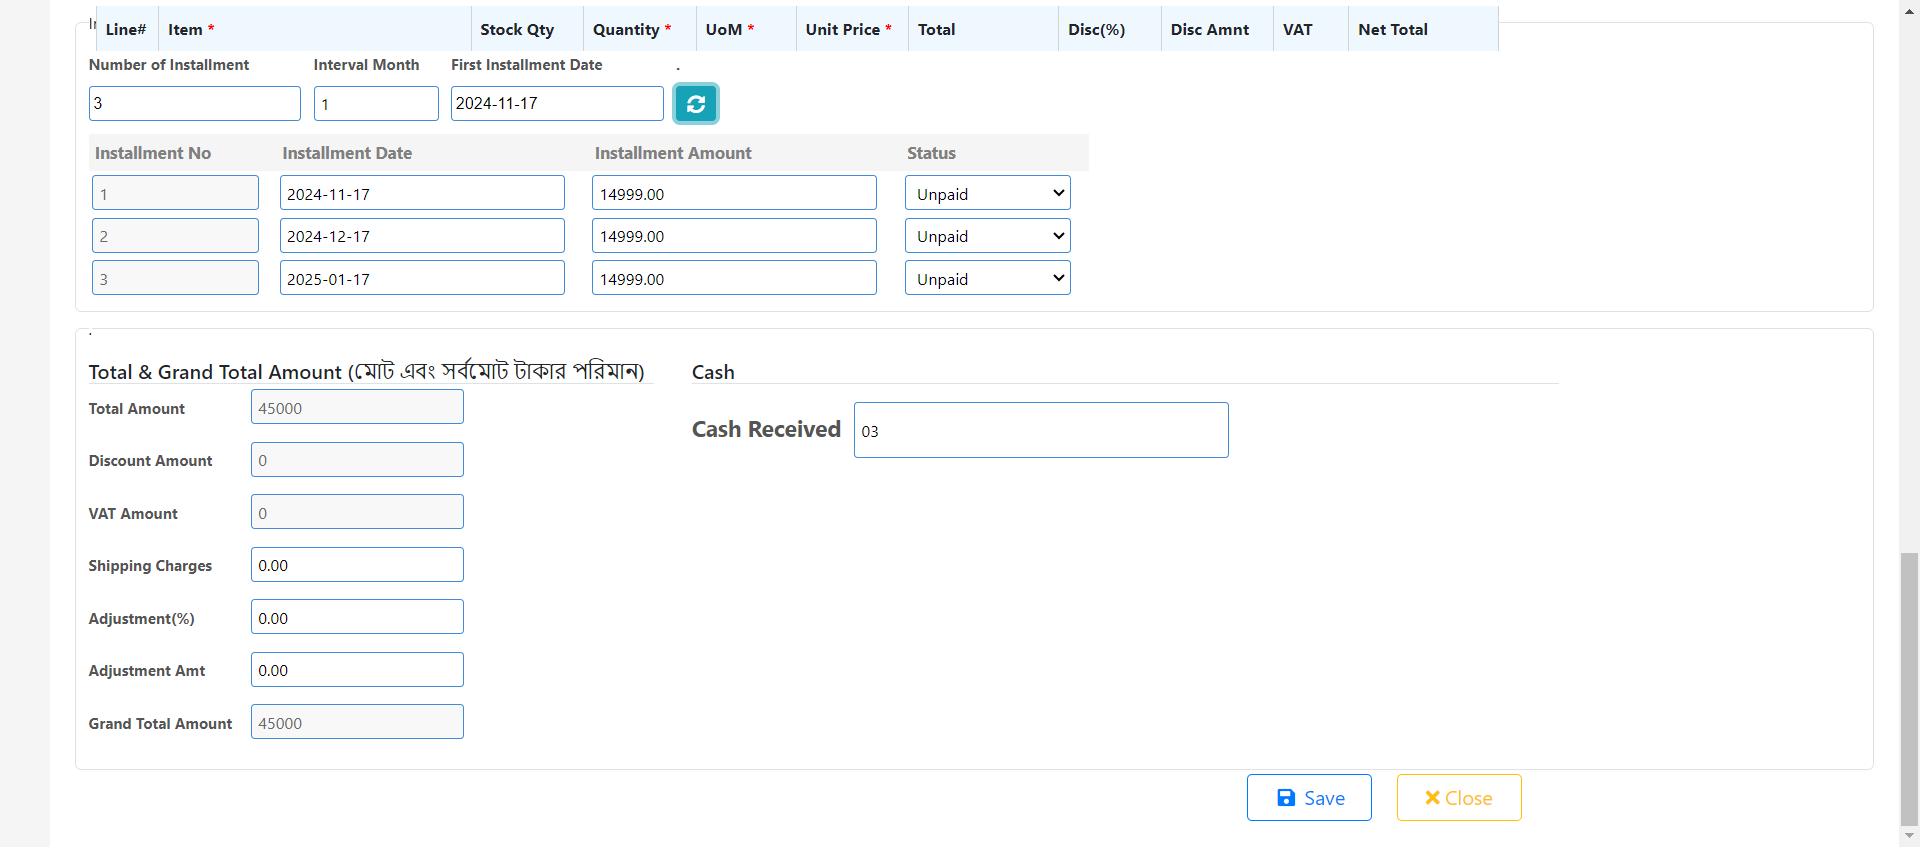 Line# Item * Stock Qty Quantity * UoM * Unit Price * Total Disc(%) Disc Amnt VAT Net Total
Number of Installment Interval Month First Installment Date .
3 1 2024-11-17
Installment No Installment Date Installment Amount Status
1 2024-11-17 14999.00 Unpaid
2 2024-12-17 14999.00 Unpaid
3 2025-01-17 14999.00 Unpaid
.
Total & Grand Total Amount (মোট এবং সর্বমোট টাকার পরিমান) Cash
Total Amount 45000
Cash Received 03
Discount Amount 0
VAT Amount 0
Shipping Charges 0.00
Adjustment(%) 0.00
Adjustment Amt 0.00
Grand Total Amount 45000
Save Close